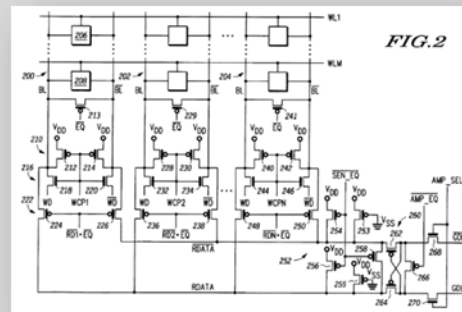 WL1
FIG.2
206
200
202
204
WLM
208
BL
BL
BL
BL
BL
BL
213
229
241
EQ
EQ
EQ
210
VDD
VDD
VDD
VDD
VDD
VDD
212
214
228
230
240
242
216
218
220
232
234
244
246
WD
WCP1
WD
WD
WCP2
WD
WD
WCPN
WD
222
224
226
236
238
248
250
RD1+EQ
RD2+EQ
RDN+EQ
RDATA
RDATA
SEN_EQ
AMP_EQ
AMP_SEL
VDD
VDD
254
253
VSS
260
262
252
VDD
VDD
258
256
VSS
255
264
266
268
270